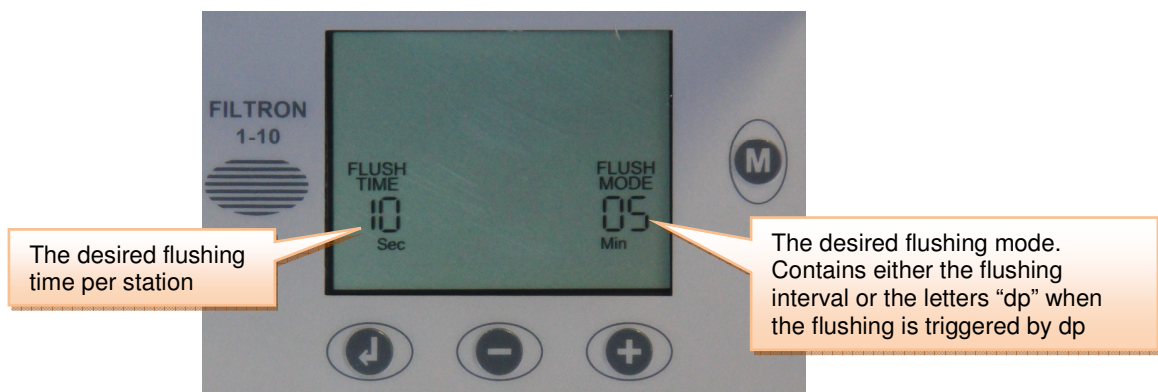 FILTRON
1-10
FLUSH
TIME
10
Sec
FLUSH
MODE
05
Min
M
The desired flushing
time per station
The desired flushing mode.
Contains either the flushing
interval or the letters “dp” when
the flushing is triggered by dp